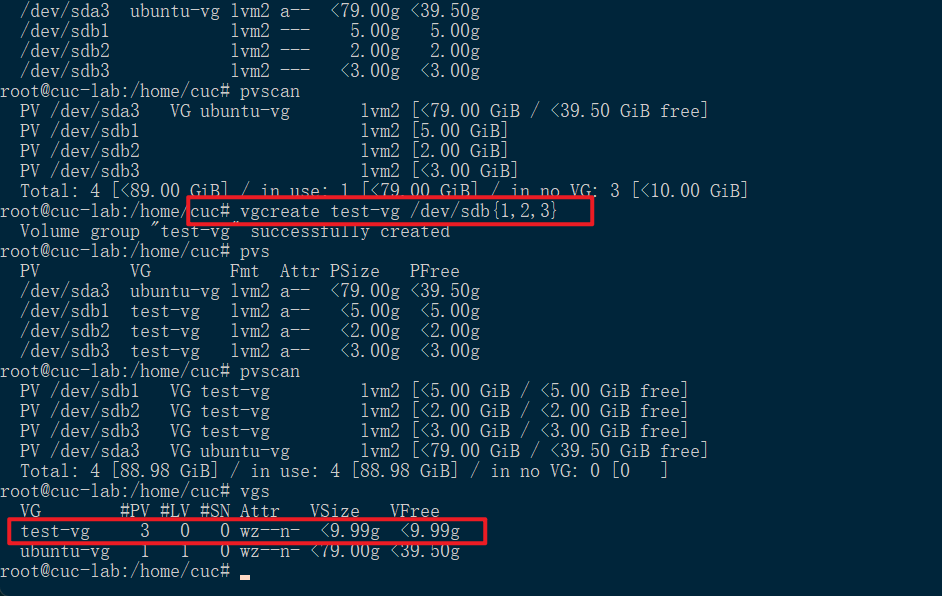 /dev/sda3  ubuntu-vg lvm2 a--  <79.00g <39.50g
/dev/sdb1            lvm2 ---    5.00g   5.00g
/dev/sdb2            lvm2 ---    2.00g   2.00g
/dev/sdb3            lvm2 ---   <3.00g  <3.00g
root@cuc-lab:/home/cuc# pvscan
PV /dev/sda3   VG ubuntu-vg       lvm2 [<79.00 GiB / <39.50 GiB free]
PV /dev/sdb1                      lvm2 [5.00 GiB]
PV /dev/sdb2                      lvm2 [2.00 GiB]
PV /dev/sdb3                      lvm2 [<3.00 GiB]
Total: 4 [<89.00 GiB] / in use: 1 [<79.00 GiB] / in no VG: 3 [<10.00 GiB]
root@cuc-lab:/home/cuc# vgcreate test-vg /dev/sdb{1,2,3}
Volume group "test-vg" successfully created
root@cuc-lab:/home/cuc# pvs
PV         VG        Fmt  Attr PSize   PFree
/dev/sda3  ubuntu-vg lvm2 a--  <79.00g <39.50g
/dev/sdb1  test-vg   lvm2 a--   <5.00g  <5.00g
/dev/sdb2  test-vg   lvm2 a--   <2.00g  <2.00g
/dev/sdb3  test-vg   lvm2 a--   <3.00g  <3.00g
root@cuc-lab:/home/cuc# pvscan
PV /dev/sdb1   VG test-vg         lvm2 [<5.00 GiB / <5.00 GiB free]
PV /dev/sdb2   VG test-vg         lvm2 [<2.00 GiB / <2.00 GiB free]
PV /dev/sdb3   VG test-vg         lvm2 [<3.00 GiB / <3.00 GiB free]
PV /dev/sda3   VG ubuntu-vg       lvm2 [<79.00 GiB / <39.50 GiB free]
Total: 4 [88.98 GiB] / in use: 4 [88.98 GiB] / in no VG: 0 [0   ]
root@cuc-lab:/home/cuc# vgs
VG        #PV #LV #SN Attr   VSize   VFree
test-vg     3   0   0 wz--n-  <9.99g  <9.99g
ubuntu-vg   1   1   0 wz--n- <79.00g <39.50g
root@cuc-lab:/home/cuc#